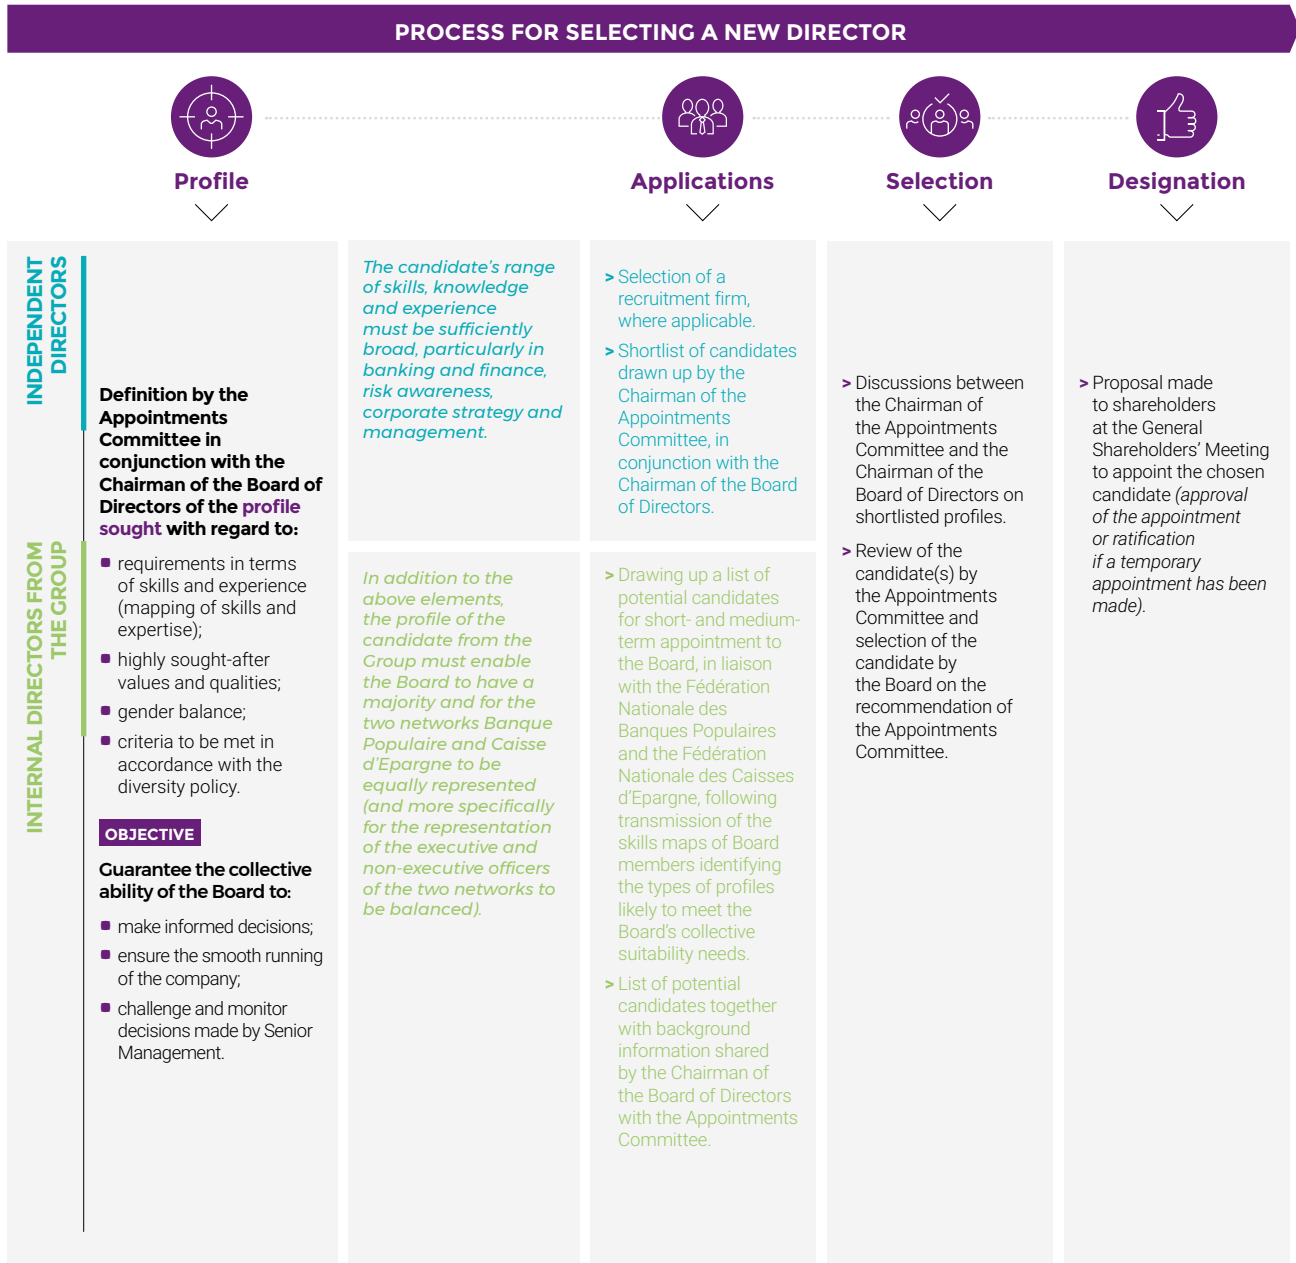 PROCESS FOR SELECTING A NEW DIRECTOR
Profile
Applications
Selection
Designation
INDEPENDENT
DIRECTORS
INTERNAL DIRECTORS FROM
THE GROUP
Definition by the
Appointments
Committee in
conjunction with the
Chairman of the Board of
Directors of the profile
sought with regard to:
requirements in terms
of skills and experience
(mapping of skills and
expertise);
highly sought-after
values and qualities;
gender balance;
criteria to be met in
accordance with the
diversity policy.
OBJECTIVE
Guarantee the collective
ability of the Board to:
make informed decisions;
ensure the smooth running
of the company;
challenge and monitor
decisions made by Senior
Management.
The candidate's range
of skills, knowledge
and experience
must be sufficiently
broad, particularly in
banking and finance,
risk awareness,
corporate strategy and
management.
In addition to the
above elements,
the profile of the
candidate from the
Group must enable
the Board to have a
majority and for the
two networks Banque
Populaire and Caisse
d'Epargne to be
equally represented
(and more specifically
for the representation
of the executive and
non-executive officers
of the two networks to
be balanced).
> Selection of a
recruitment firm,
where applicable.
> Shortlist of candidates
drawn up by the
Chairman of the
Appointments
Committee, in
conjunction with the
Chairman of the Board
of Directors.
> Drawing up a list of
potential candidates
for short- and medium-
term appointment to
the Board, in liaison
with the Fédération
Nationale des
Banques Populaires
and the Fédération
Nationale des Caisses
d'Epargne, following
transmission of the
skills maps of Board
members identifying
the types of profiles
likely to meet the
Board's collective
suitability needs.
> List of potential
candidates together
with background
information shared
by the Chairman of
the Board of Directors
with the Appointments
Committee.
> Discussions between
the Chairman of
the Appointments
Committee and the
Chairman of the
Board of Directors on
shortlisted profiles.
> Review of the
candidate(s) by
the Appointments
Committee and
selection of the
candidate by
the Board on the
recommendation of
the Appointments
Committee.
> Proposal made
to shareholders
at the General
Shareholders' Meeting
to appoint the chosen
candidate (approval
of the appointment
or ratification
if a temporary
appointment has been
made).